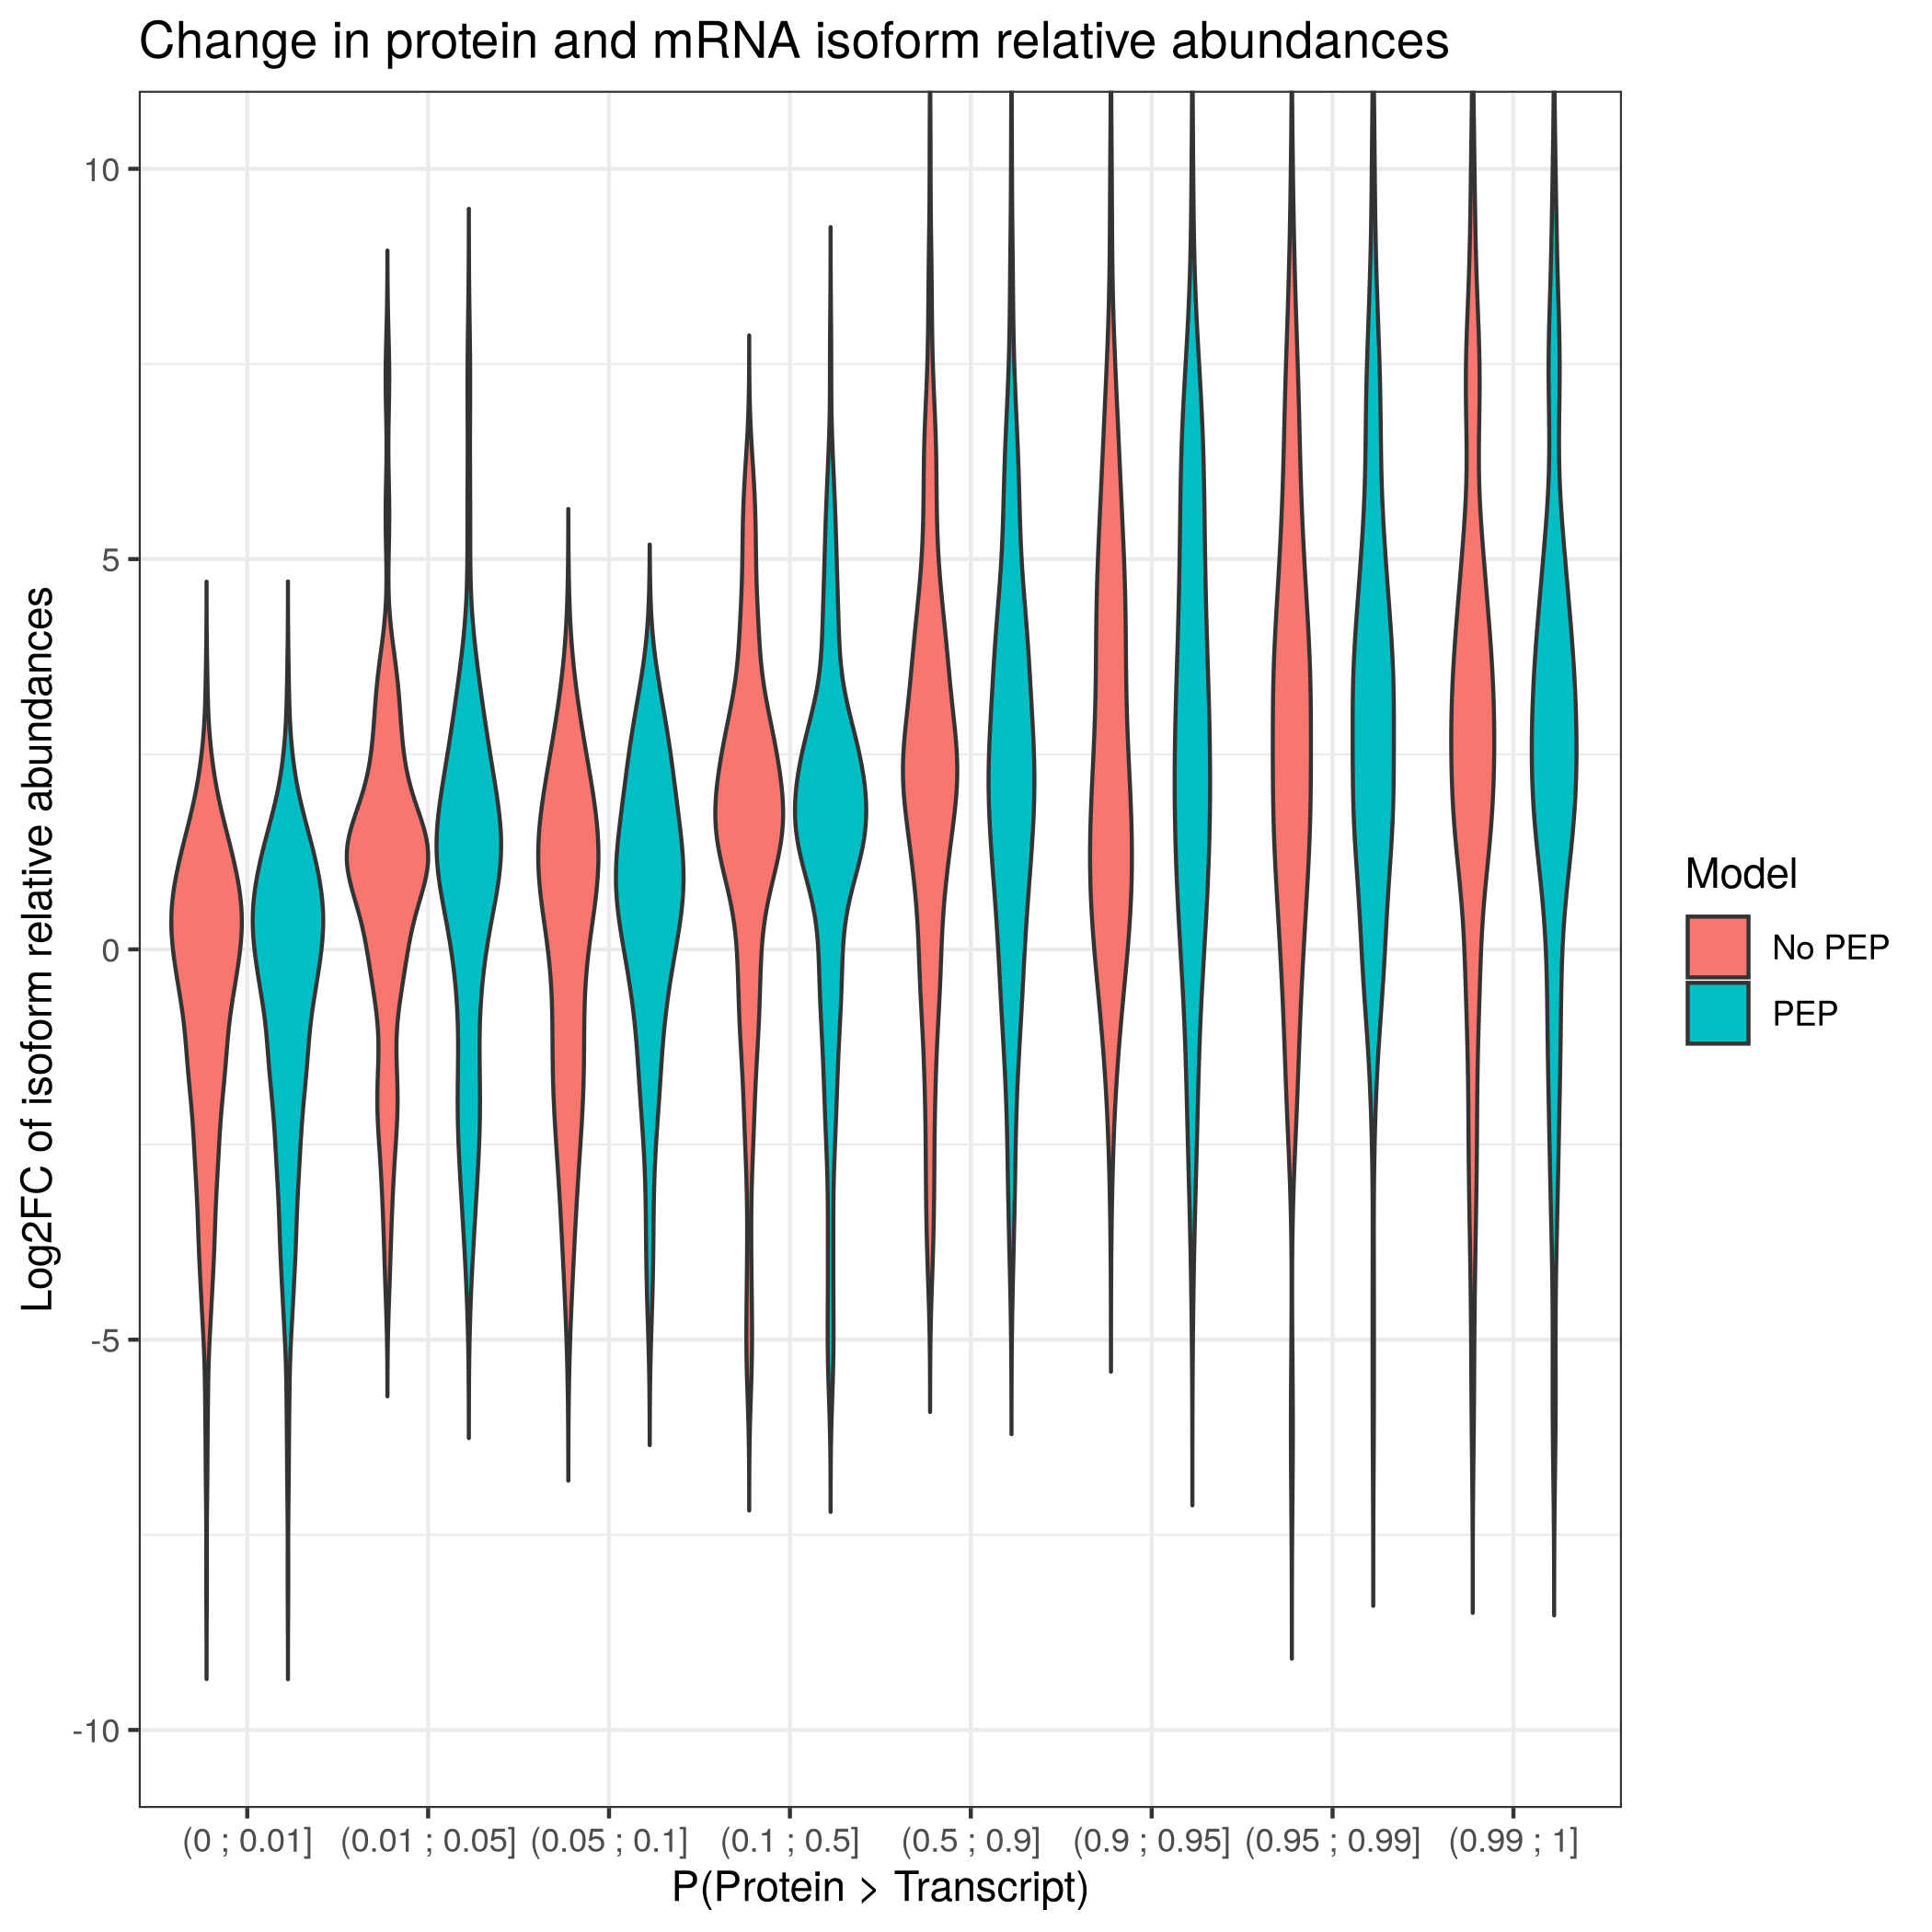 Change in protein and mRNA isoform relative abundances
Log2FC of isoform relative abundances
10
5
0
-5
-10
(0 ; 0.01]
(0.01 ; 0.05]
(0.05 ; 0.1]
(0.1 ; 0.5]
(0.5 ; 0.9]
(0.9 ; 0.95]
(0.95 ; 0.99]
(0.99 ; 1]
P(Protein > Transcript)
Model
No PEP
PEP